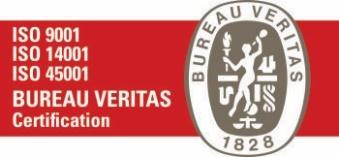 ISO 9001
ISO 14001
ISO 45001
BUREAU VERITAS
Certification
BUREAU VERITAS
1828